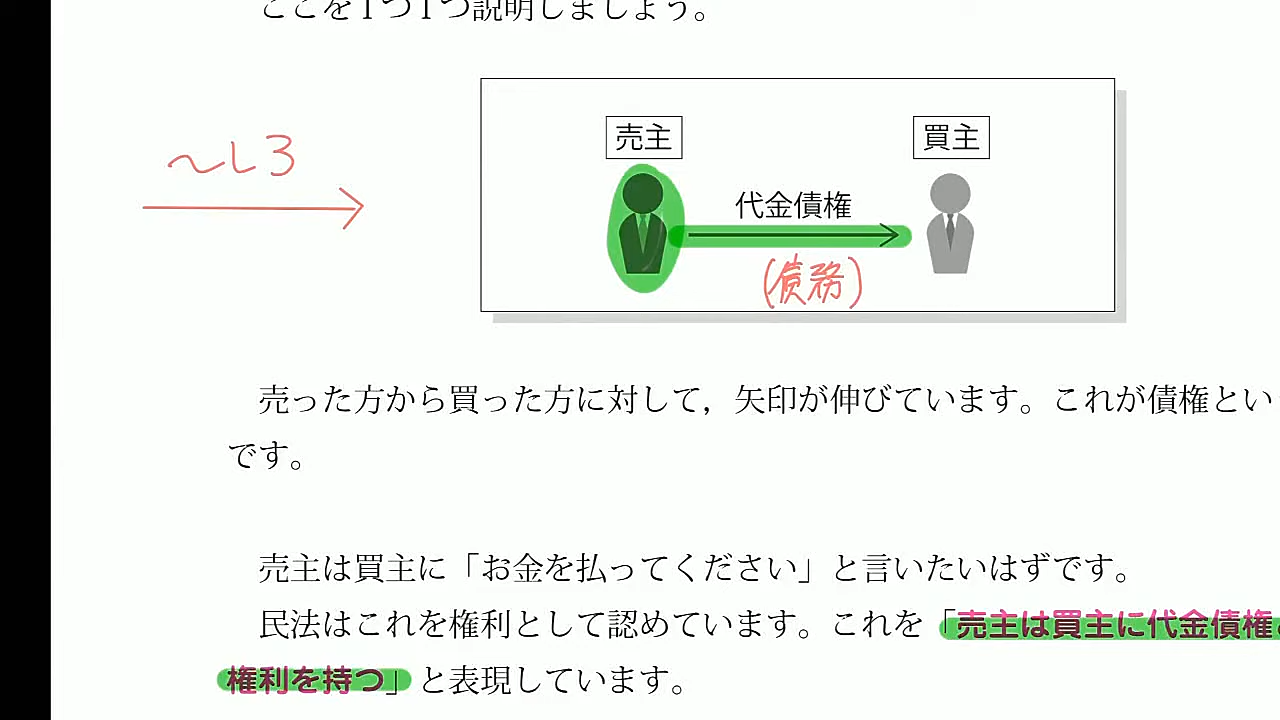 ここを1つ1つ説明しましょう。
〜しろ
売主
買主
代金債権
(債務)
売った方から買った方に対して，矢印が伸びています。これが債権とい
です。
売主は買主に「お金を払ってください」と言いたいはずです。
民法はこれを権利として認めています。これを「売主は買主に代金債権
権利を持つ」と表現しています。